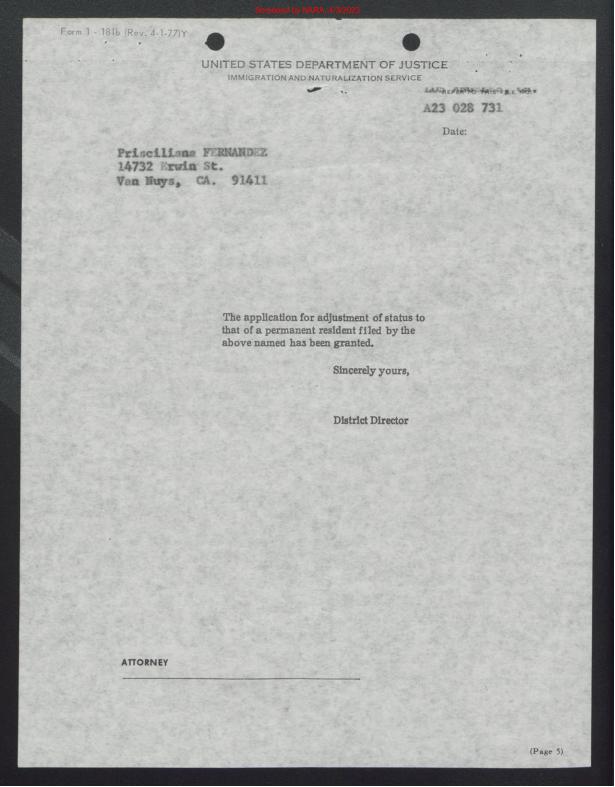 Reproduced by NARA, 4/3/2023
Form I - 181b (Rev. 4-1-77)Y
UNITED STATES DEPARTMENT OF JUSTICE
IMMIGRATION AND NATURALIZATION SERVICE
A23 028 731
Date:
Prisciliana FERNANDEZ
14732 Erwin St.
Van Nuys, CA. 91411
The application for adjustment of status to
that of a permanent resident filed by the
above named has been granted.
Sincerely yours,
District Director
ATTORNEY
(Page 5)